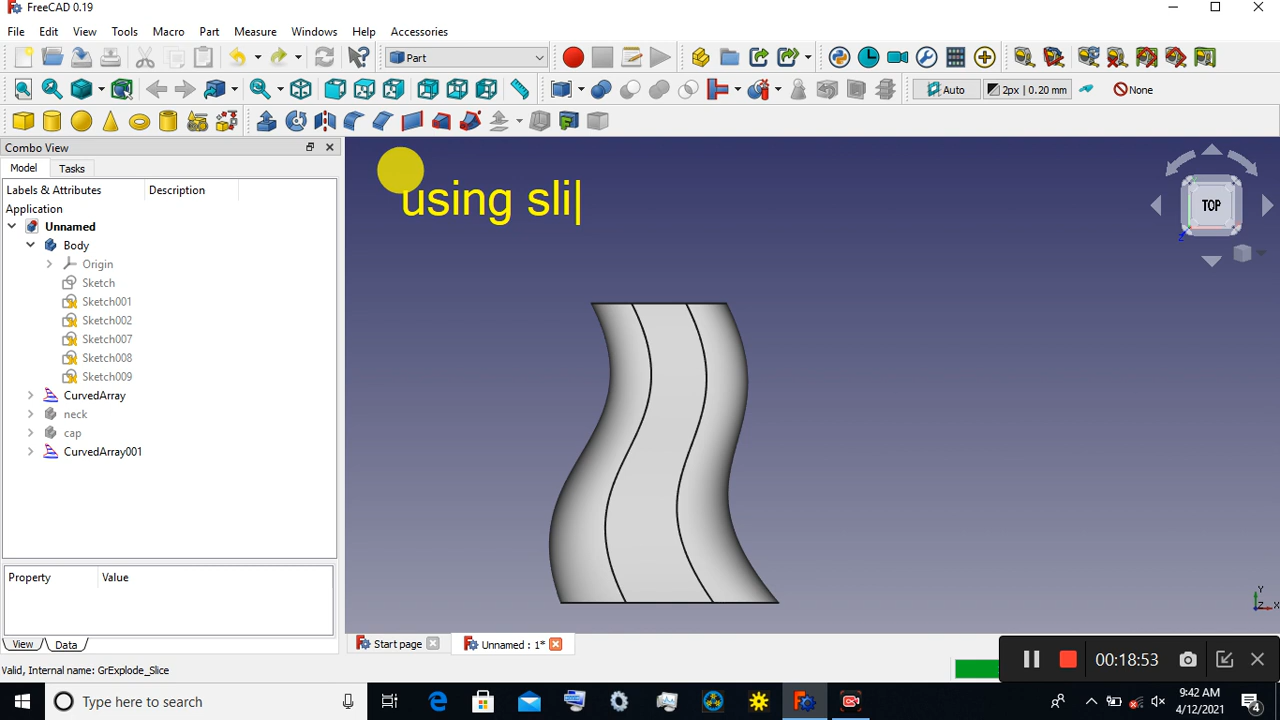 FreeCAD 0.19
File Edit View Tools Macro Part Measure Windows Help Accessories
Part
Auto 2px | 0.20 mm None
Combo View
Model Tasks
Labels & Attributes Description
Application
Unnamed
Body
Origin
Sketch
Sketch001
Sketch002
Sketch007
Sketch008
Sketch009
CurvedArray
neck
cap
CurvedArray001
using sli
TOP
Z
Property Value
View Data
Y
Z X
Start page Unnamed : 1*
Valid, Internal name: GrExplode_Slice
00:18:53
Type here to search
9:42 AM
4/12/2021
4